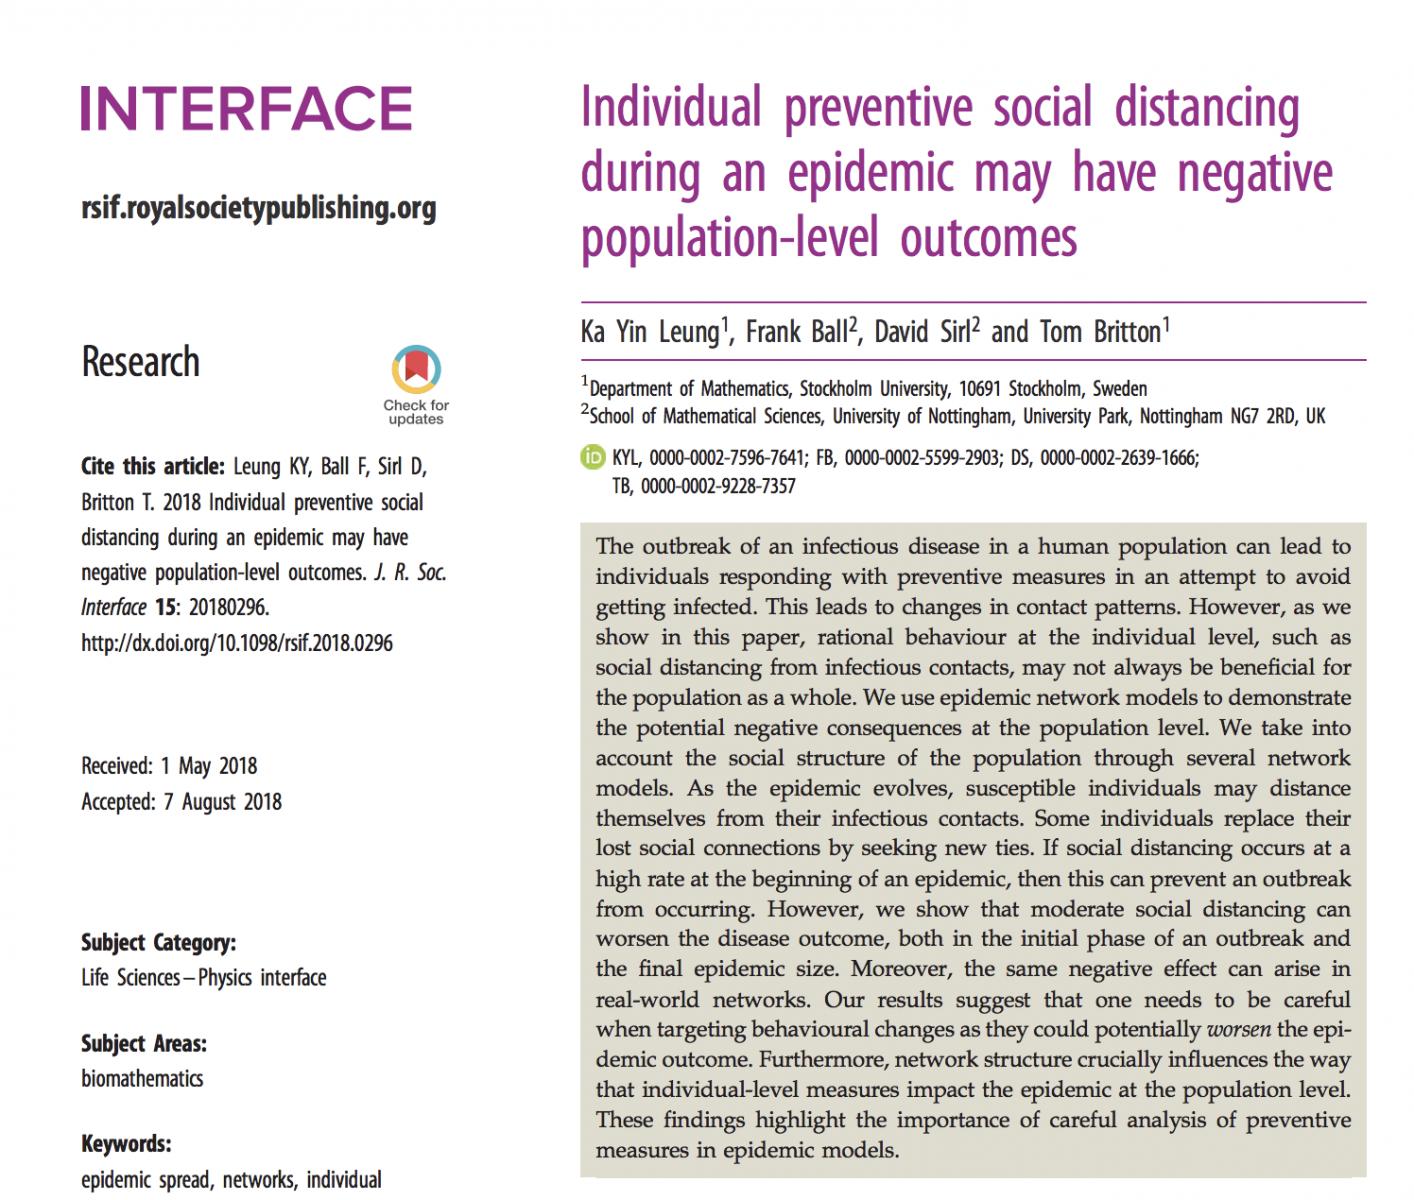 INTERFACE
rsif.royalsocietypublishing.org
Research
Check for
updates
Cite this article: Leung KY, Ball F, Sirl D,
Britton T. 2018 Individual preventive social
distancing during an epidemic may have
negative population-level outcomes. J. R. Soc.
Interface 15: 20180296.
http://dx.doi.org/10.1098/rsif.2018.0296
Received: 1 May 2018
Accepted: 7 August 2018
Subject Category:
Life Sciences–Physics interface
Subject Areas:
biomathematics
Keywords:
epidemic spread, networks, individual
Individual preventive social distancing
during an epidemic may have negative
population-level outcomes
Ka Yin Leung1, Frank Ball2, David Sirl2 and Tom Britton1
1Department of Mathematics, Stockholm University, 10691 Stockholm, Sweden
2School of Mathematical Sciences, University of Nottingham, University Park, Nottingham NG7 2RD, UK
iD KYL, 0000-0002-7596-7641; FB, 0000-0002-5599-2903; DS, 0000-0002-2639-1666;
TB, 0000-0002-9228-7357
The outbreak of an infectious disease in a human population can lead to
individuals responding with preventive measures in an attempt to avoid
getting infected. This leads to changes in contact patterns. However, as we
show in this paper, rational behaviour at the individual level, such as
social distancing from infectious contacts, may not always be beneficial for
the population as a whole. We use epidemic network models to demonstrate
the potential negative consequences at the population level. We take into
account the social structure of the population through several network
models. As the epidemic evolves, susceptible individuals may distance
themselves from their infectious contacts. Some individuals replace their
lost social connections by seeking new ties. If social distancing occurs at a
high rate at the beginning of an epidemic, then this can prevent an outbreak
from occurring. However, we show that moderate social distancing can
worsen the disease outcome, both in the initial phase of an outbreak and
the final epidemic size. Moreover, the same negative effect can arise in
real-world networks. Our results suggest that one needs to be careful
when targeting behavioural changes as they could potentially worsen the epi-
demic outcome. Furthermore, network structure crucially influences the way
that individual-level measures impact the epidemic at the population level.
These findings highlight the importance of careful analysis of preventive
measures in epidemic models.